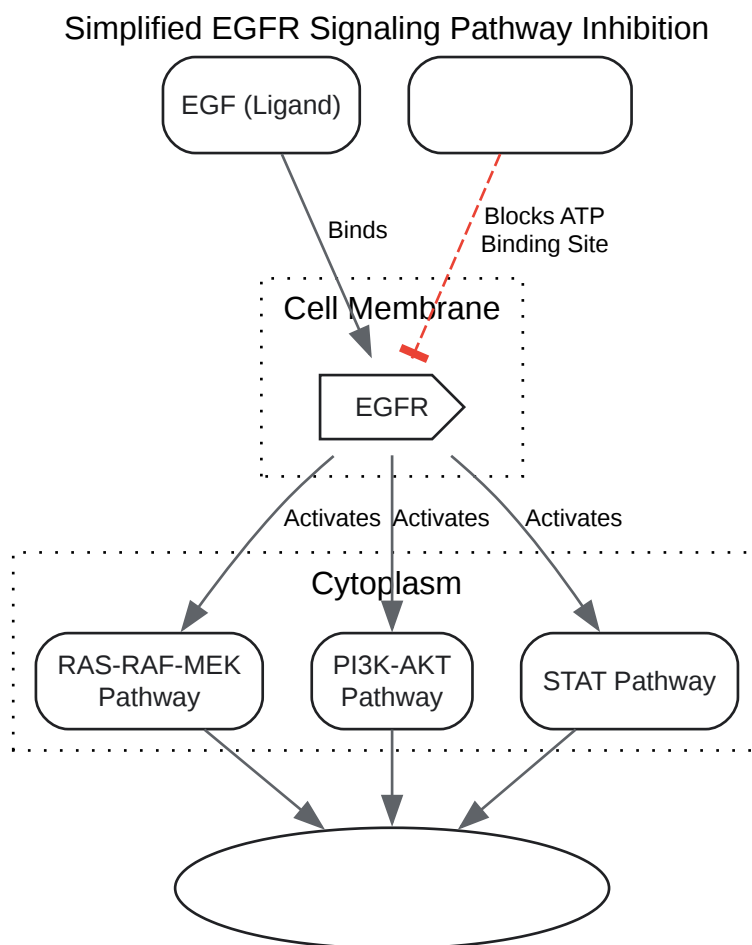 Simplified EGFR Signaling Pathway Inhibition
EGF (Ligand)
Binds
Blocks ATP
Binding Site
Cell Membrane
EGFR
Activates
Activates
Activates
Cytoplasm
RAS-RAF-MEK
Pathway
PI3K-AKT
Pathway
STAT Pathway